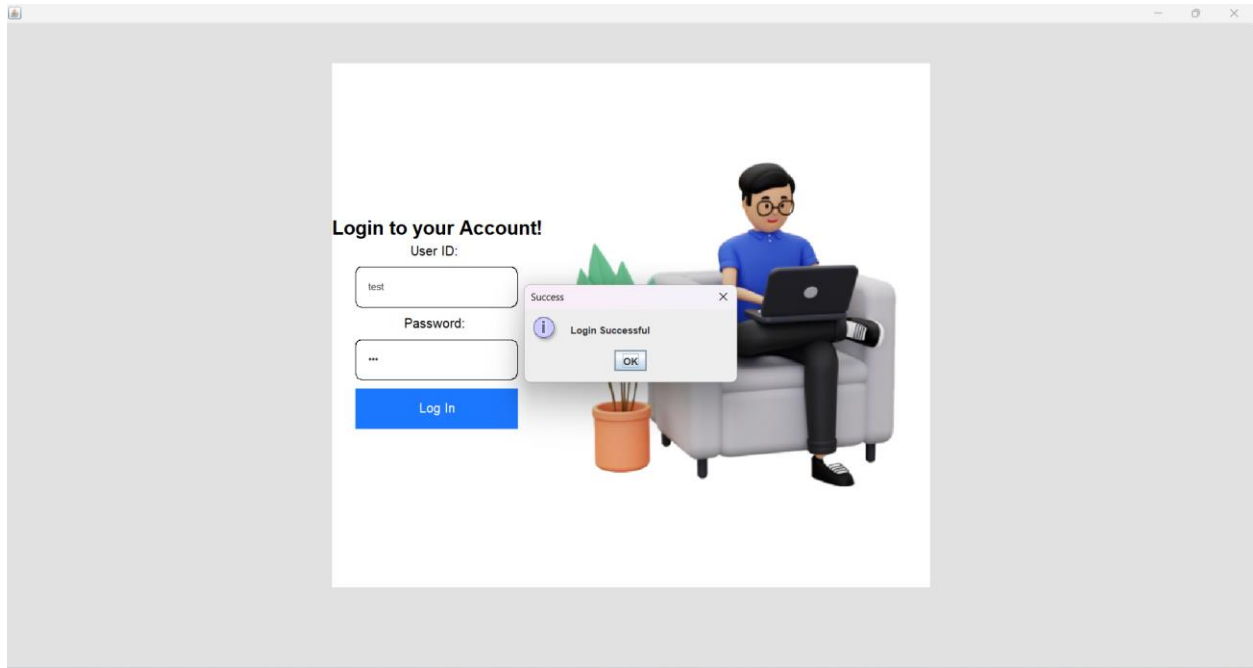 Login to your Account!
User ID:
test
Password:
•••
Log In
Success
Login Successful
OK